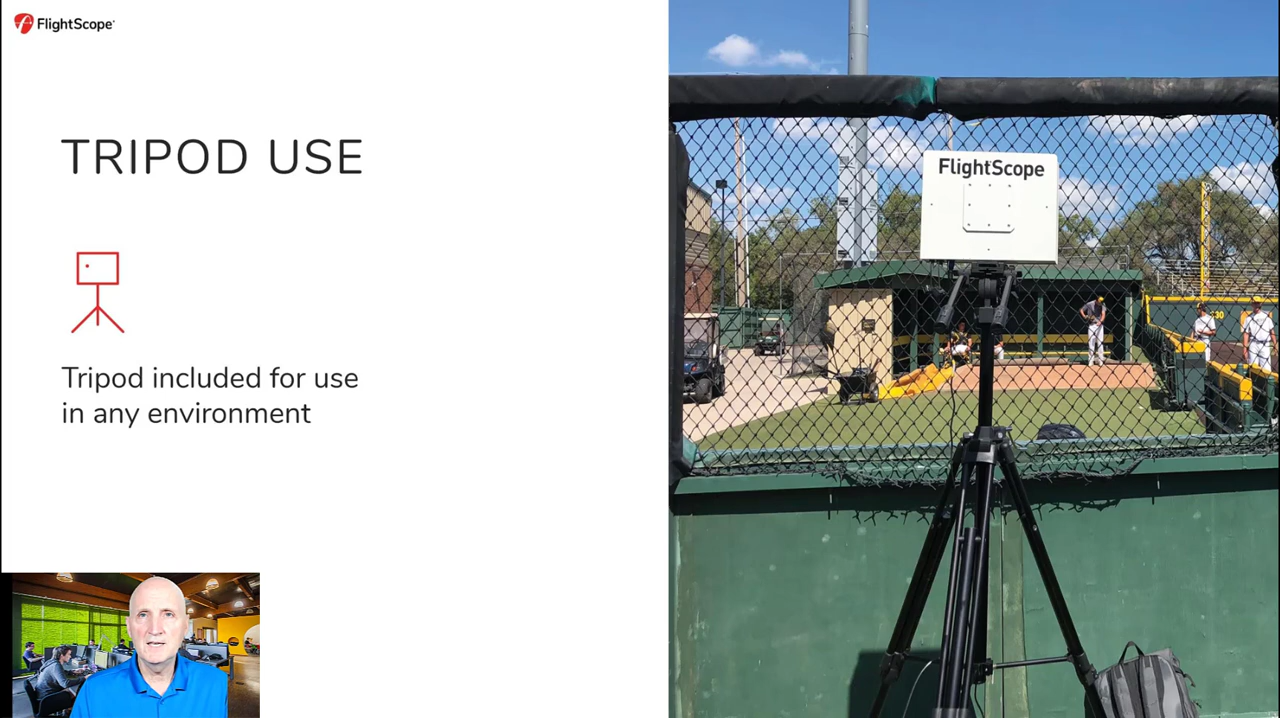 FlightScope
TRIPOD USE
Tripod included for use
in any environment
FlightScope